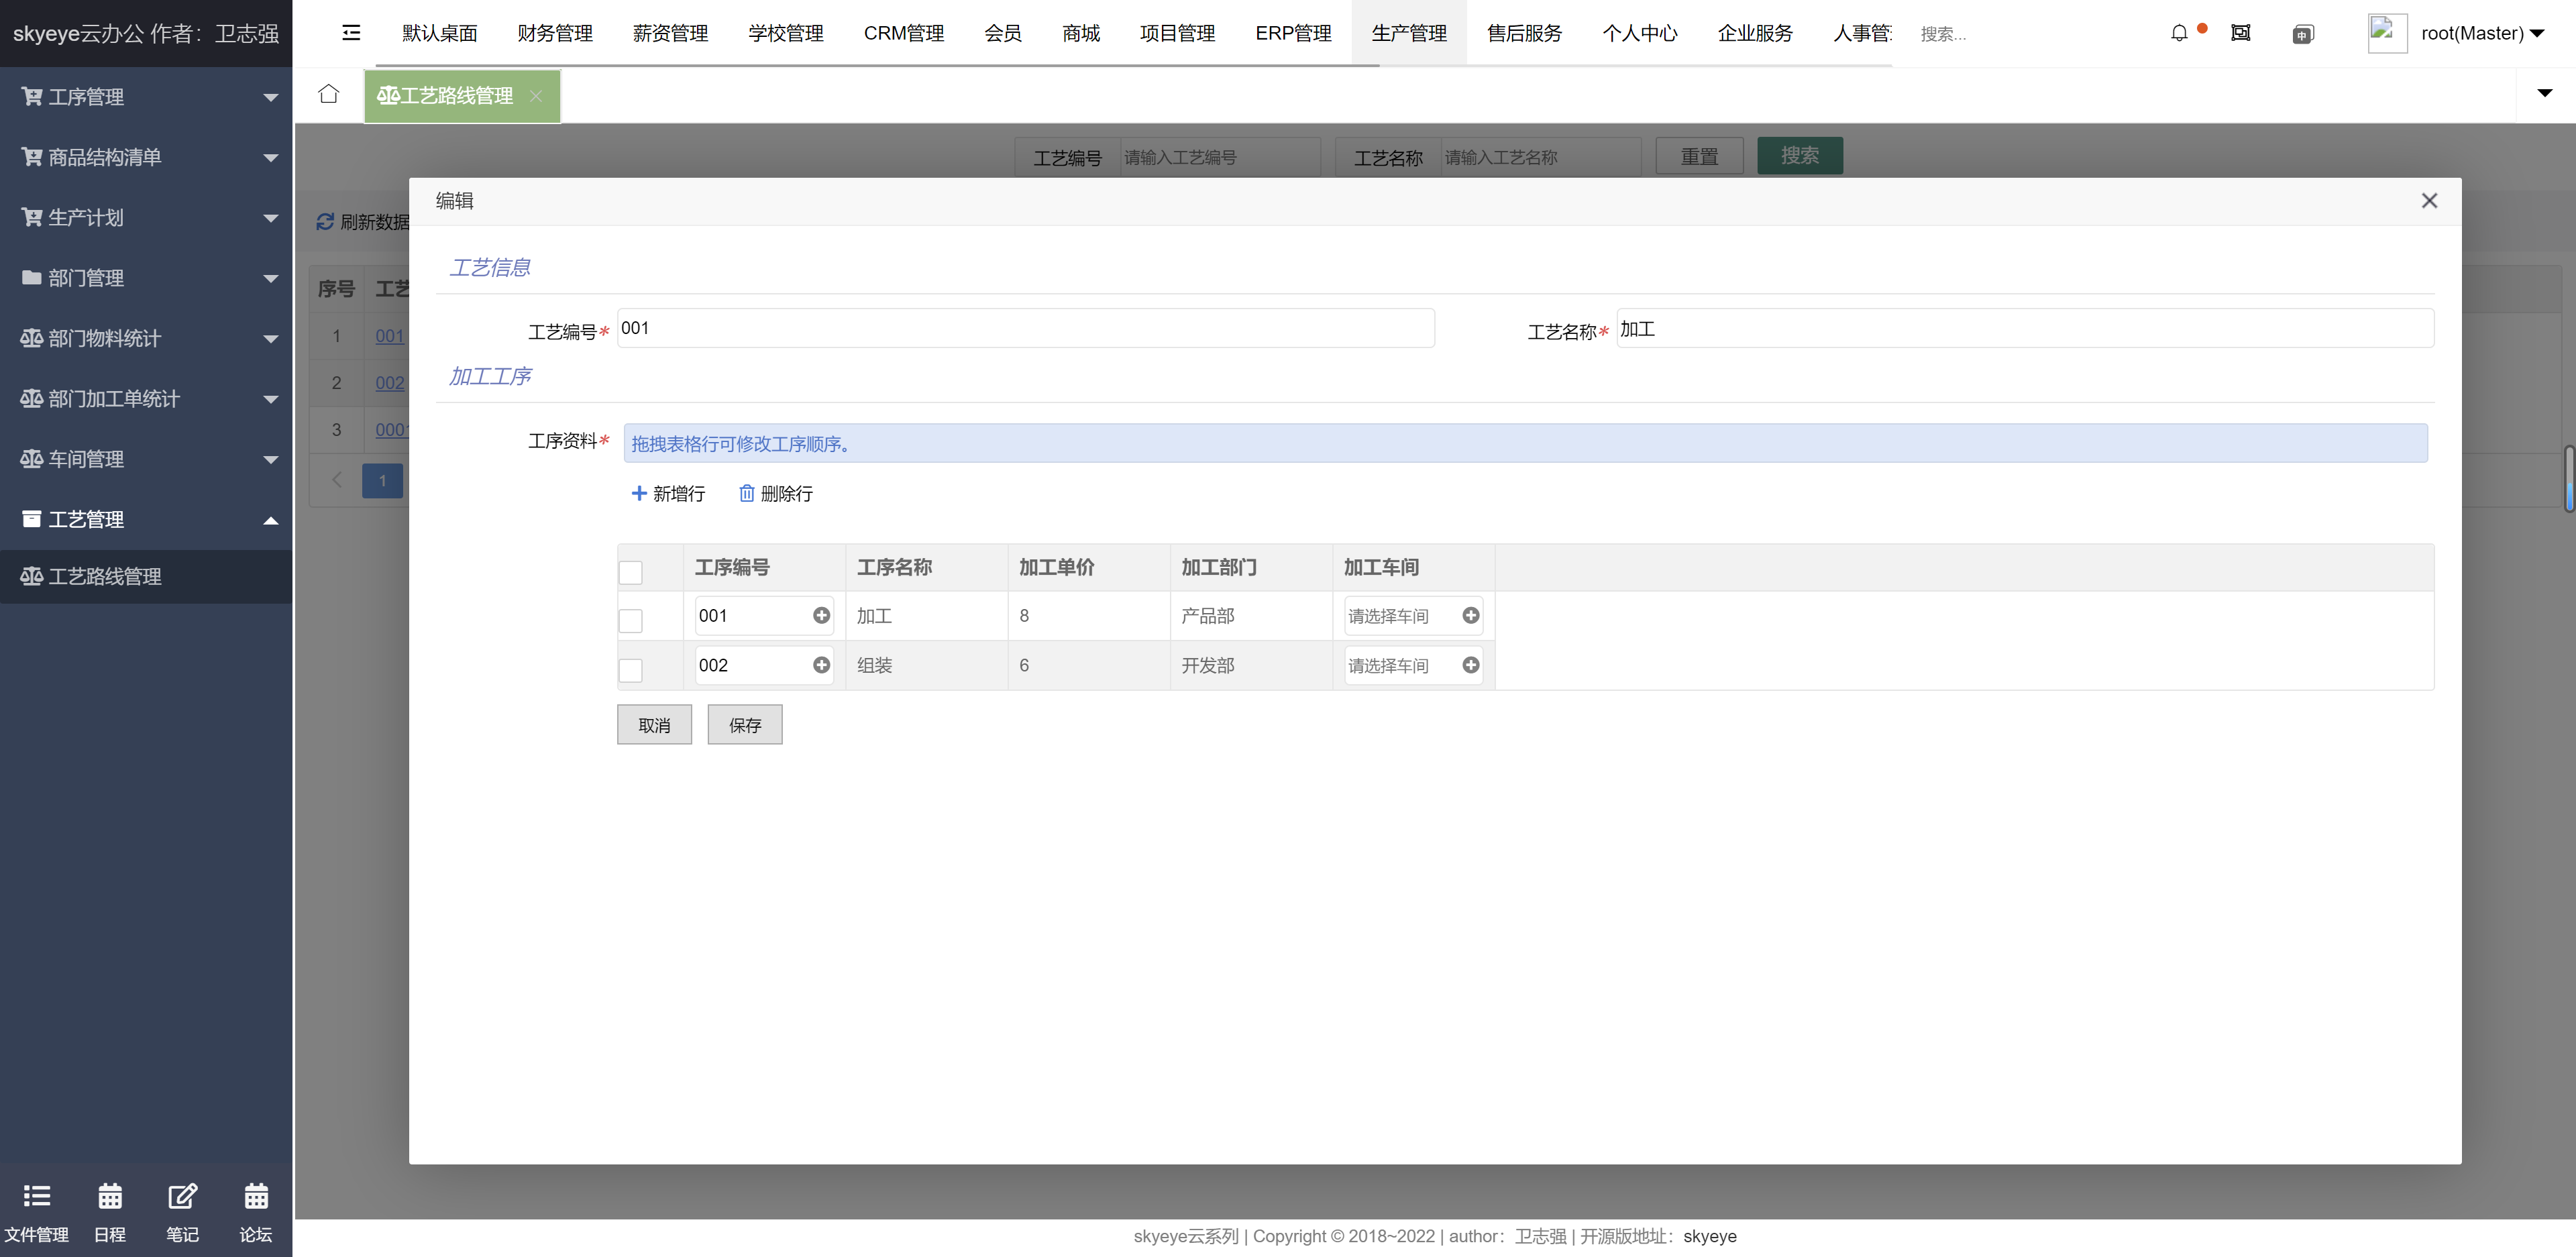 skyeye云办公 作者：卫志强
默认桌面 财务管理 薪资管理 学校管理 CRM管理 会员 商城 项目管理 ERP管理 生产管理 售后服务 个人中心 企业服务 人事管 搜索... root(Master)
工序管理
商品结构清单
生产计划
部门管理
部门物料统计
部门加工单统计
车间管理
工艺管理
工艺路线管理
文件管理 日程 笔记 论坛
工艺路线管理
工艺编号 请输入工艺编号 工艺名称 请输入工艺名称 重置 搜索
刷新数据
序号 工艺
1 001
2 002
3 0001
1
编辑
工艺信息
工艺编号* 001 工艺名称* 加工
加工工序
工序资料* 拖拽表格行可修改工序顺序。
新增行 删除行
工序编号 工序名称 加工单价 加工部门 加工车间
001 加工 8 产品部 请选择车间
002 组装 6 开发部 请选择车间
取消 保存
skyeye云系列 | Copyright © 2018~2022 | author：卫志强 | 开源版地址：skyeye